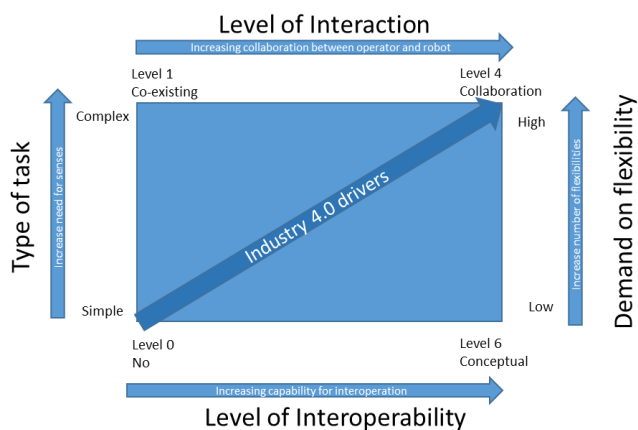 Level of Interaction
Increasing collaboration between operator and robot
Level 1
Co-existing
Level 4
Collaboration
Complex
High
Type of task
Increase need for senses
Industry 4.0 drivers
Increase number of flexibilities
Demand on flexibility
Simple
Low
Level 0
No
Level 6
Conceptual
Increasing capability for interoperation
Level of Interoperability